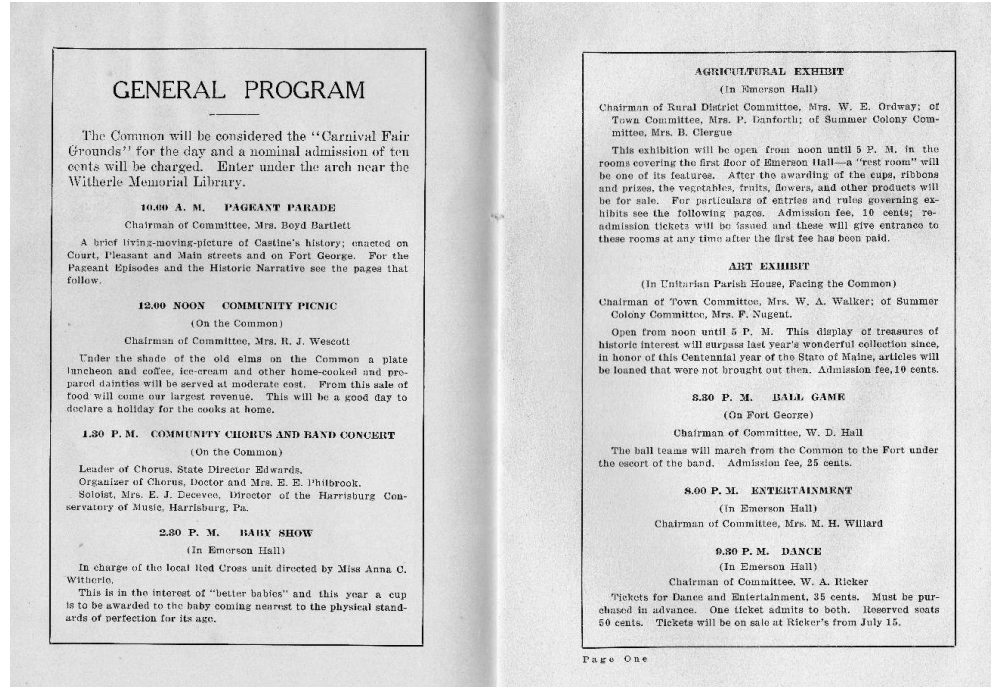 GENERAL PROGRAM
The Common will be considered the "Carnival Fair
Grounds" for the day and a nominal admission of ten
cents will be charged. Enter under the arch near the
Witherle Memorial Library.
10.00 A. M. PAGEANT PARADE
Chairman of Committee, Mrs. Boyd Bartlett
A brief living-moving-picture of Castine's history; enacted on
Court, Pleasant and Main streets and on Fort George. For the
Pageant Episodes and the Historic Narrative see the pages that
follow.
12.00 NOON COMMUNITY PICNIC
(On the Common)
Chairman of Committee, Mrs. R. J. Wescott
Under the shade of the old elms on the Common a plate
luncheon and coffee, ice-cream and other home-cooked and pre-
pared dainties will be served at moderate cost. From this sale of
food will come our largest revenue. This will be a good day to
declare a holiday for the cooks at home.
1.30 P. M. COMMUNITY CHORUS AND BAND CONCERT
(On the Common)
Leader of Chorus, State Director Edwards.
Organizer of Chorus, Doctor and Mrs. E. E. Philbrook.
Soloist, Mrs. E. J. Decevee, Director of the Harrisburg Con-
servatory of Music, Harrisburg, Pa.
2.30 P. M. BABY SHOW
(In Emerson Hall)
In charge of the local Red Cross unit directed by Miss Anna C.
Witherle.
This is in the interest of "better babies" and this year a cup
is to be awarded to the baby coming nearest to the physical stand-
ards of perfection for its age.
AGRICULTURAL EXHIBIT
(In Emerson Hall)
Chairman of Rural District Committee, Mrs. W. E. Ordway; of
Town Committee, Mrs. P. Danforth; of Summer Colony Com-
mittee, Mrs. B. Clergue
This exhibition will be open from noon until 5 P. M. in the
rooms covering the first floor of Emerson Hall—a "rest room" will
be one of its features. After the awarding of the cups, ribbons
and prizes, the vegetables, fruits, flowers, and other products will
be for sale. For particulars of entries and rules governing ex-
hibits see the following pages. Admission fee, 10 cents; re-
admission tickets will be issued and these will give entrance to
these rooms at any time after the first fee has been paid.
ART EXHIBIT
(In Unitarian Parish House, Facing the Common)
Chairman of Town Committee, Mrs. W. A. Walker; of Summer
Colony Committee, Mrs. F. Nugent.
Open from noon until 5 P. M. This display of treasures of
historic interest will surpass last year's wonderful collection since,
in honor of this Centennial year of the State of Maine, articles will
be loaned that were not brought out then. Admission fee, 10 cents.
3.30 P. M. BALL GAME
(On Fort George)
Chairman of Committee, W. D. Hall
The ball teams will march from the Common to the Fort under
the escort of the band. Admission fee, 25 cents.
8.00 P. M. ENTERTAINMENT
(In Emerson Hall)
Chairman of Committee, Mrs. M. H. Willard
9.30 P. M. DANCE
(In Emerson Hall)
Chairman of Committee. W. A. Ricker
Tickets for Dance and Entertainment, 35 cents. Must be pur-
chased in advance. One ticket admits to both. Reserved seats
50 cents. Tickets will be on sale at Ricker's from July 15.
Page One